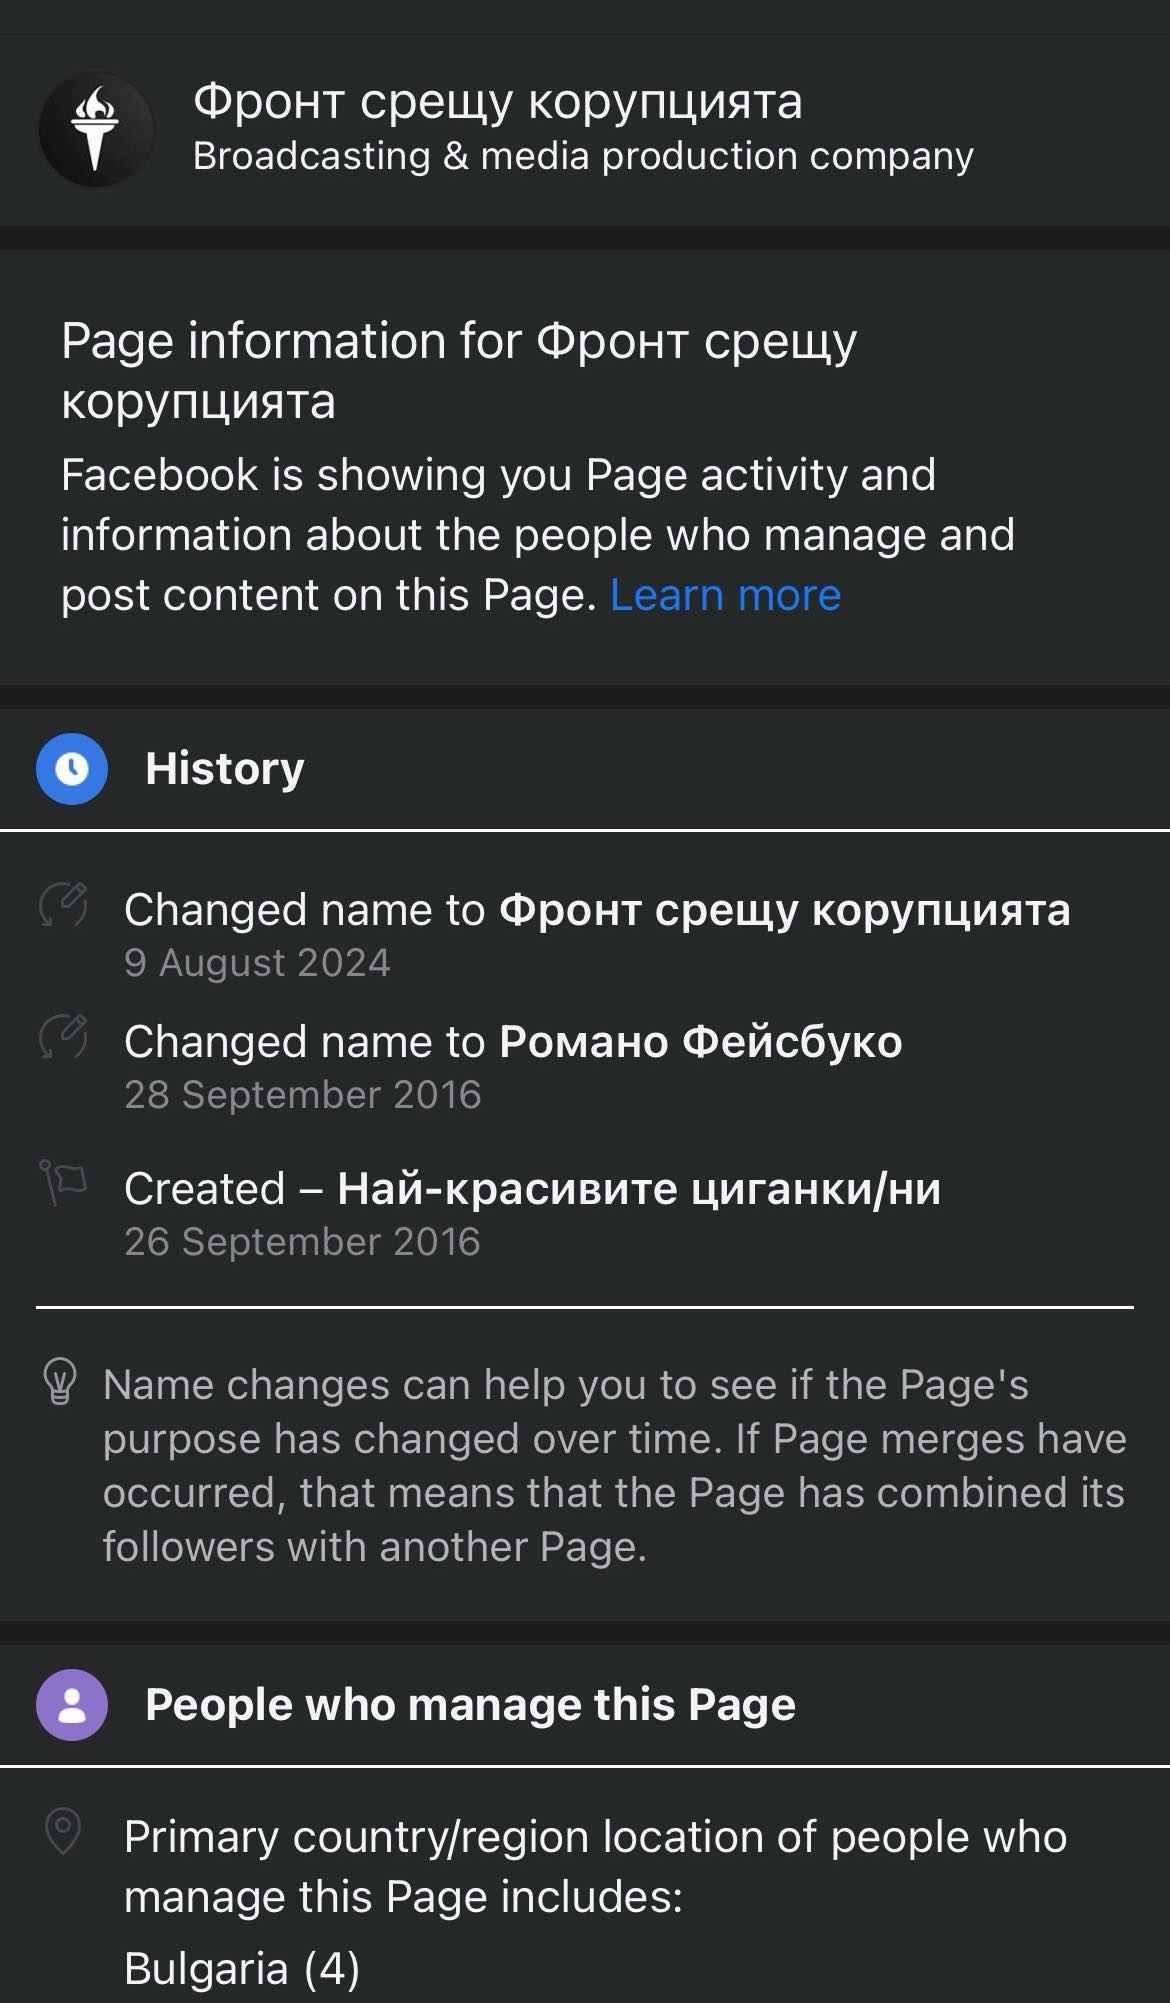 Фронт срещу корупцията
Broadcasting & media production company
Page information for Фронт срещу
корупцията
Facebook is showing you Page activity and
information about the people who manage and
post content on this Page. Learn more
History
Changed name to Фронт срещу корупцията
9 August 2024
Changed name to Романо Фейсбуко
28 September 2016
Created – Най-красивите циганки/ни
26 September 2016
Name changes can help you to see if the Page's
purpose has changed over time. If Page merges have
occurred, that means that the Page has combined its
followers with another Page.
People who manage this Page
Primary country/region location of people who
manage this Page includes:
Bulgaria (4)